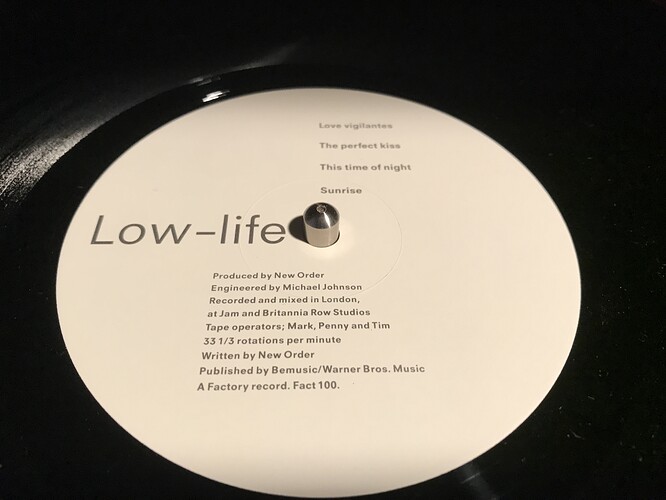 Love vigilantes
The perfect kiss
This time of night
Sunrise
Low-life
Produced by New Order
Engineered by Michael Johnson
Recorded and mixed in London,
at Jam and Britannia Row Studios
Tape operators; Mark, Penny and Tim
33 1/3 rotations per minute
Written by New Order
Published by Bemusic/Warner Bros. Music
A Factory record. Fact 100.